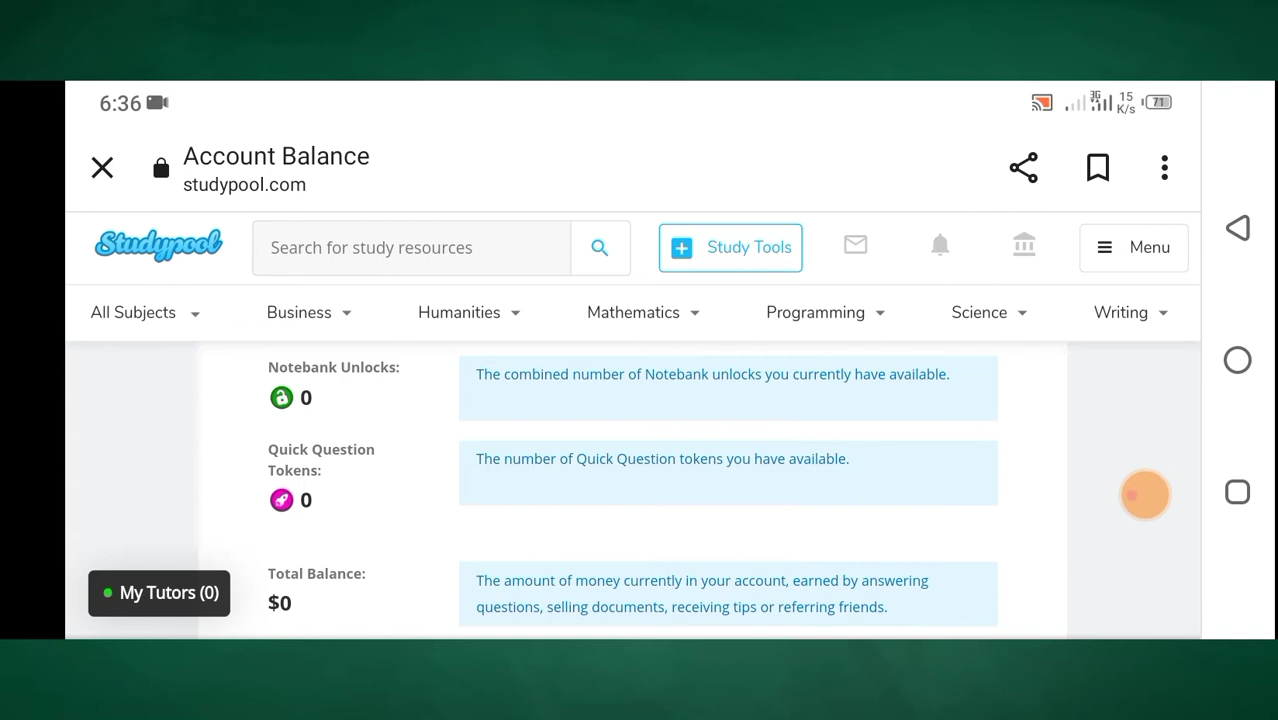 6:36
3G
15
K/s
71
Account Balance
studypool.com
Studypool
Search for study resources
Study Tools
Menu
All Subjects
Business
Humanities
Mathematics
Programming
Science
Writing
Notebank Unlocks:
0
The combined number of Notebank unlocks you currently have available.
Quick Question
Tokens:
0
The number of Quick Question tokens you have available.
Total Balance:
$0
The amount of money currently in your account, earned by answering
questions, selling documents, receiving tips or referring friends.
My Tutors (0)